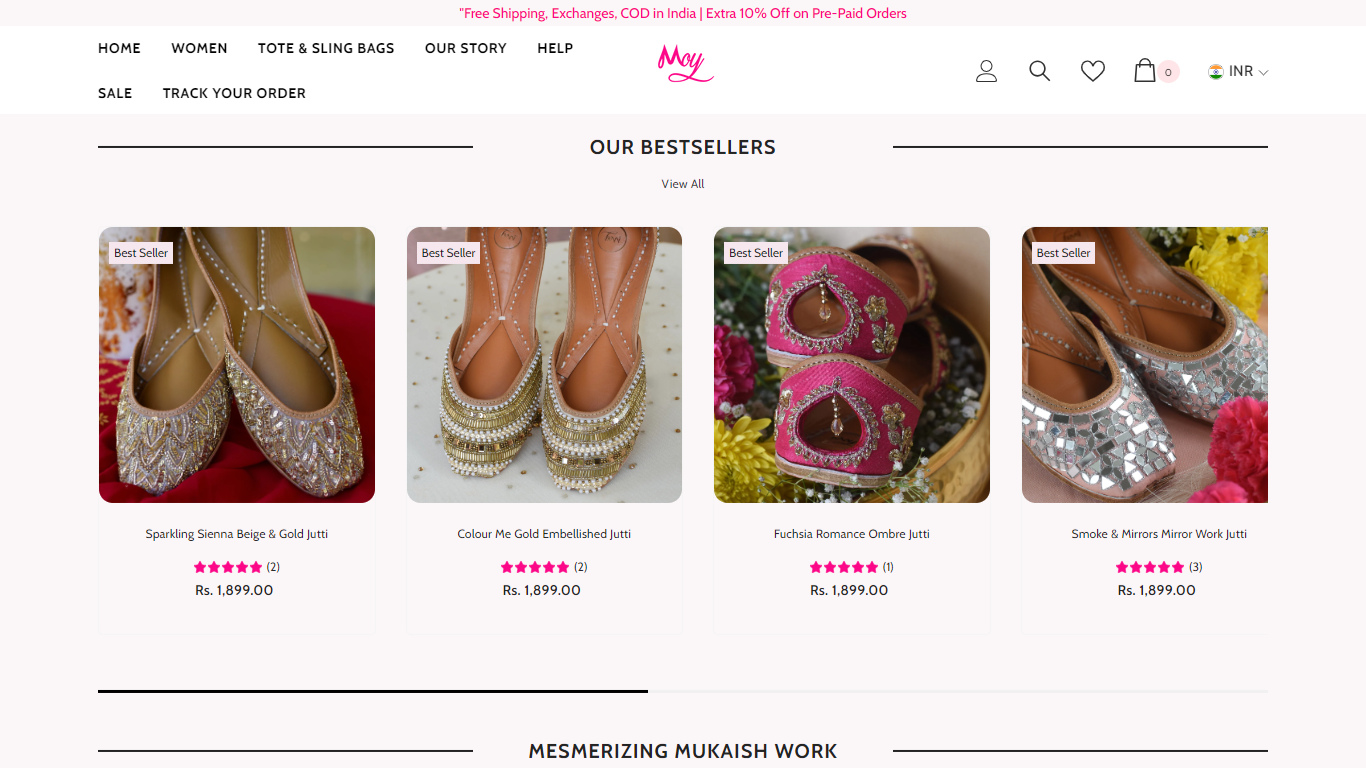 "Free Shipping, Exchanges, COD in India | Extra 10% Off on Pre-Paid Orders
HOME WOMEN TOTE & SLING BAGS OUR STORY HELP
SALE TRACK YOUR ORDER
Moy
0
INR
OUR BESTSELLERS
View All
Best Seller
Best Seller
Best Seller
Best Seller
Sparkling Sienna Beige & Gold Jutti
(2)
Rs. 1,899.00
Colour Me Gold Embellished Jutti
(2)
Rs. 1,899.00
Fuchsia Romance Ombre Jutti
(1)
Rs. 1,899.00
Smoke & Mirrors Mirror Work Jutti
(3)
Rs. 1,899.00
MESMERIZING MUKAISH WORK